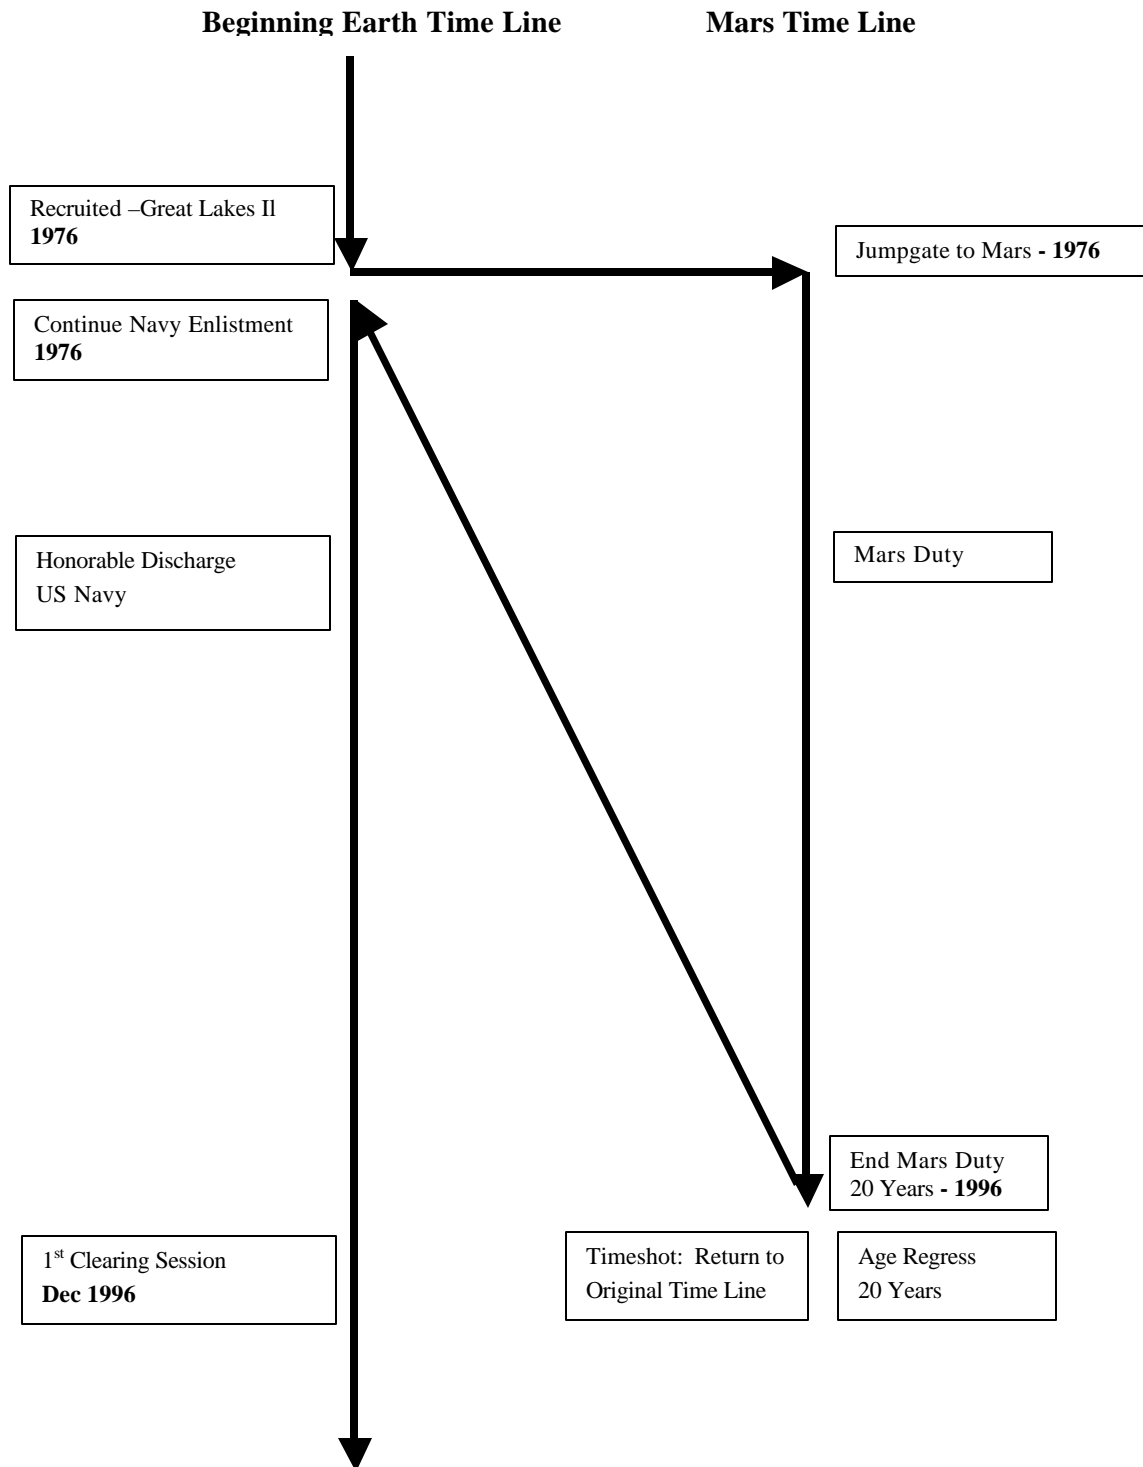 Beginning Earth Time Line
Mars Time Line
Recruited –Great Lakes Il
1976
Jumpgate to Mars - 1976
Continue Navy Enlistment
1976
Honorable Discharge
US Navy
Mars Duty
End Mars Duty
20 Years - 1996
1st Clearing Session
Dec 1996
Timeshot:  Return to
Original Time Line
Age Regress
20 Years